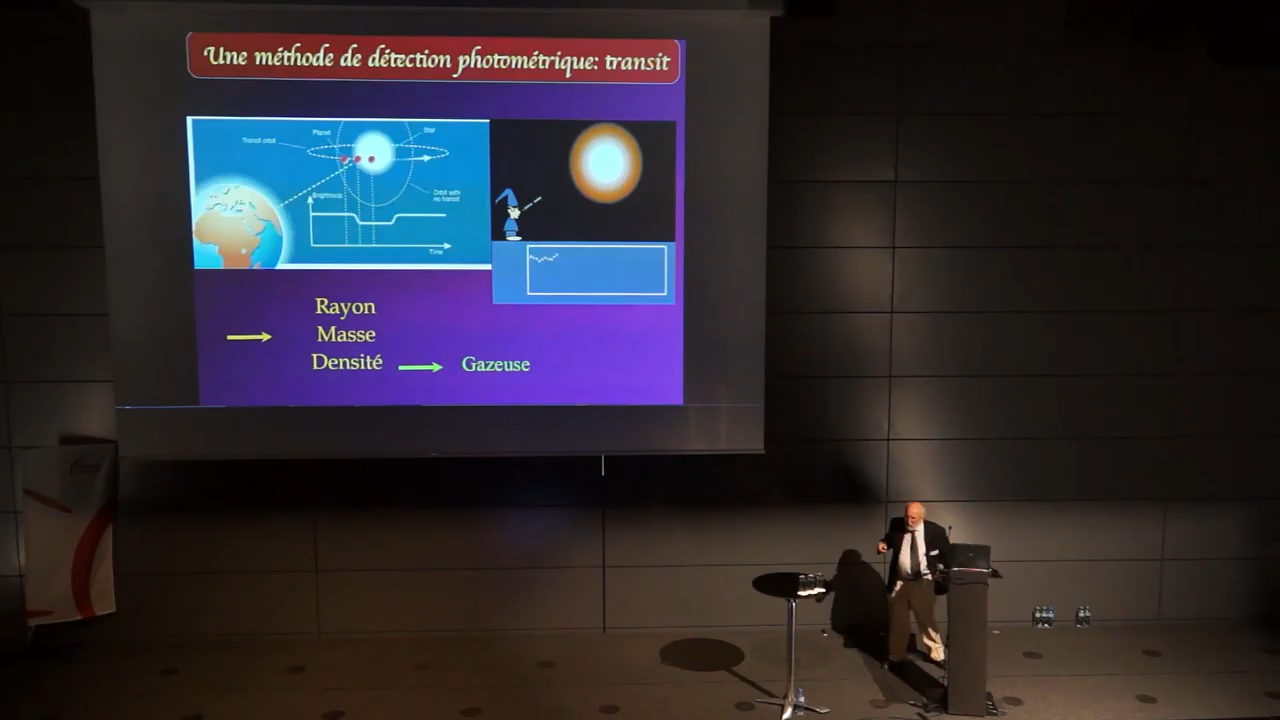 Une méthode de détection photométrique: transit
Planet
Star
Transit orbit
Brightness
Orbit with
no transit
Time
Rayon
Masse
Densité
Gazeuse